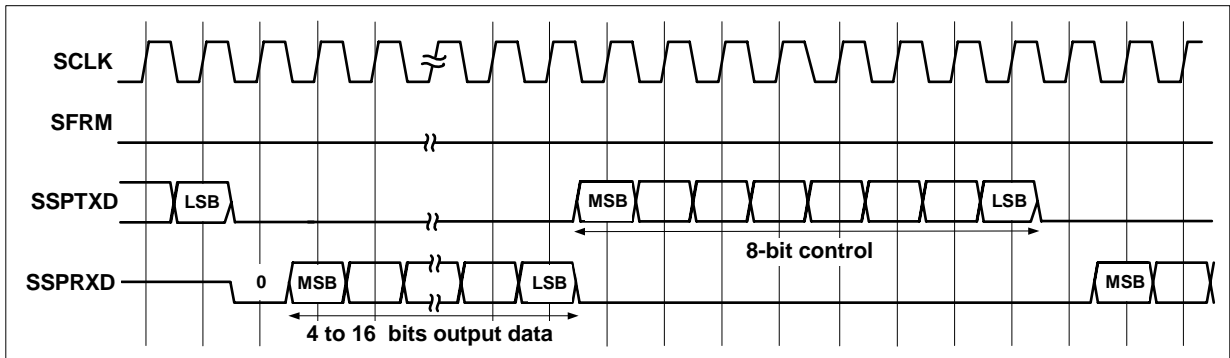 SCLK
SFRM
SSPTXD
LSB
MSB
LSB
8-bit control
SSPRXD
0
MSB
LSB
MSB
4 to 16 bits output data